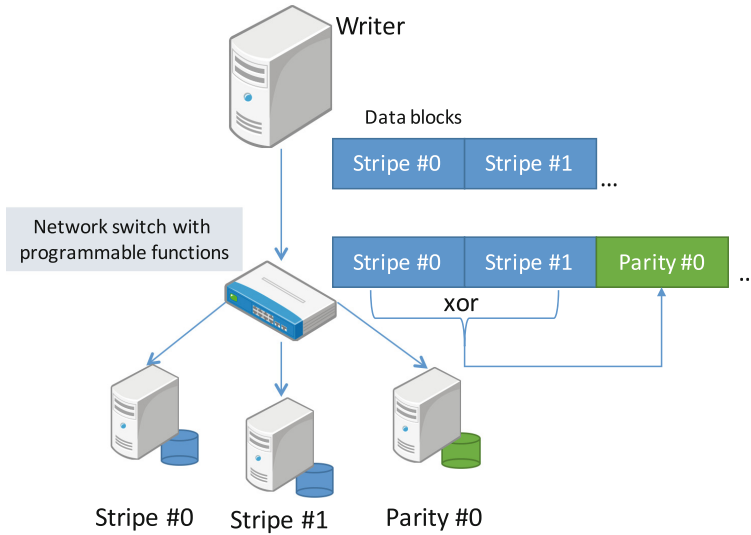 Writer
Data blocks
Stripe #0 Stripe #1 ...
Network switch with
programmable functions
Stripe #0 Stripe #1 Parity #0 ..
xor
Stripe #0 Stripe #1 Parity #0